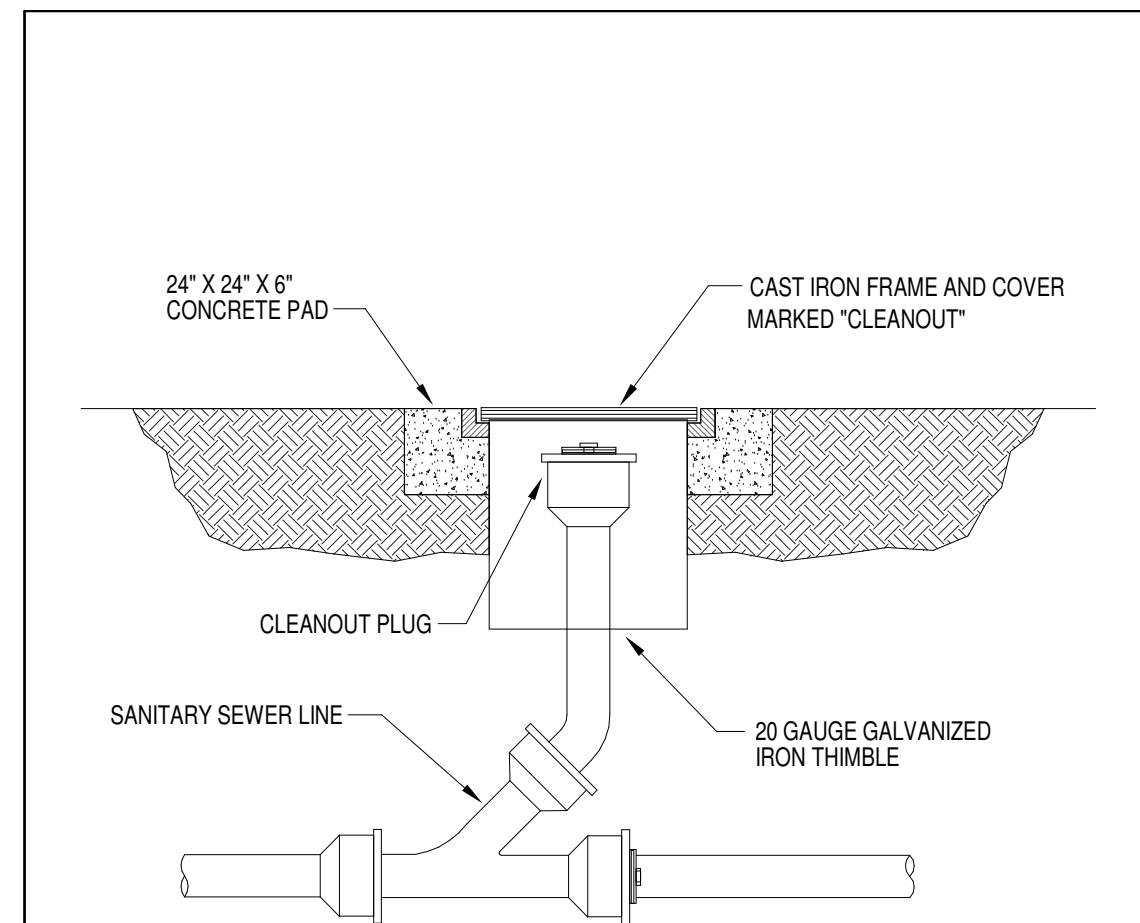 24" X 24" X 6"
CONCRETE PAD
CAST IRON FRAME AND COVER
MARKED "CLEANOUT"
CLEANOUT PLUG
SANITARY SEWER LINE
20 GAUGE GALVANIZED
IRON THIMBLE